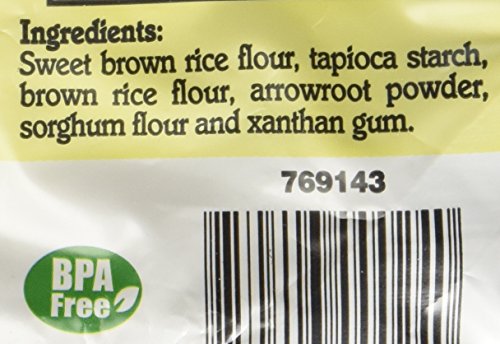 Ingredients:
Sweet brown rice flour, tapioca starch,
brown rice flour, arrowroot powder,
sorghum flour and xanthan gum.
769143
BPA
Free